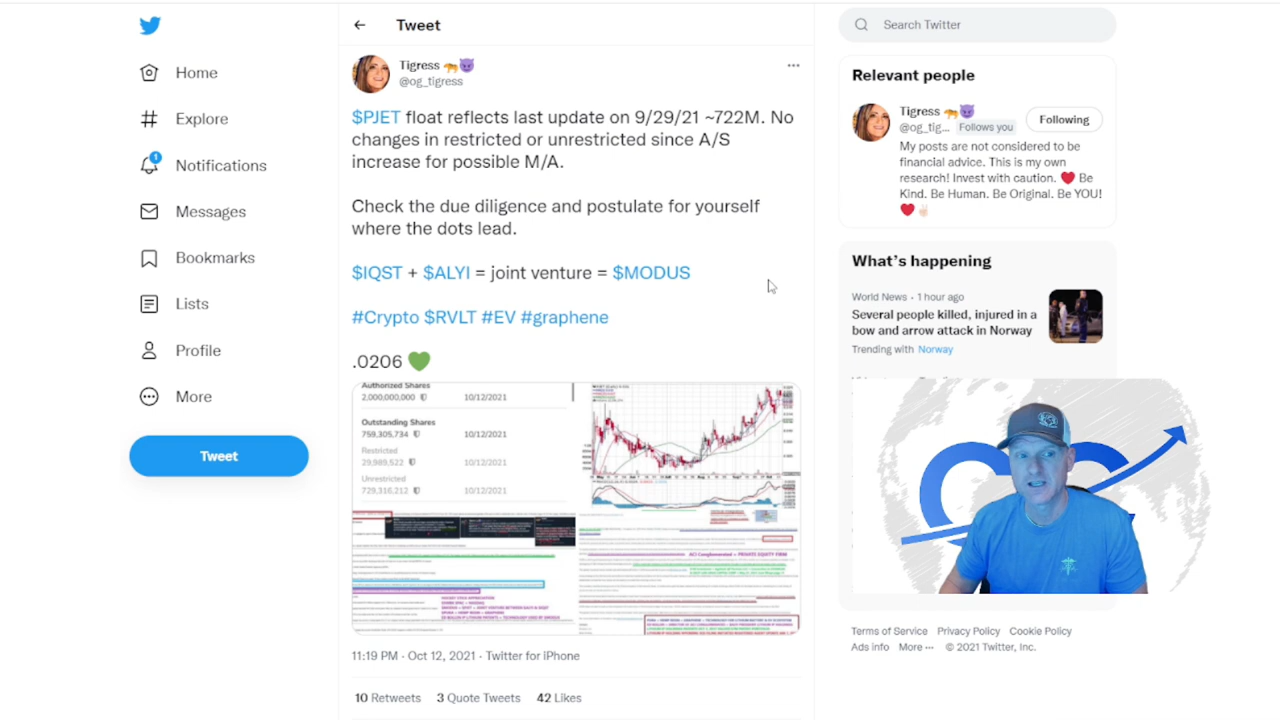 Tweet
Search Twitter
Home
Explore
1
Notifications
Messages
Bookmarks
Lists
Profile
More
Tweet
Tigress
@og_tigress
$PJET float reflects last update on 9/29/21 ~722M. No
changes in restricted or unrestricted since A/S
increase for possible M/A.
Check the due diligence and postulate for yourself
where the dots lead.
$IQST + $ALYI = joint venture = $MODUS
#Crypto $RVLT #EV #graphene
.0206 💚
Authorized Shares
2,000,000,000 10/12/2021
Outstanding Shares
759,305,734 10/12/2021
Restricted
29,989,522 10/12/2021
Unrestricted
729,316,212 10/12/2021
ACI Conglomerated = PRIVATE EQUITY FIRM
11:19 PM · Oct 12, 2021 · Twitter for iPhone
10 Retweets 3 Quote Tweets 42 Likes
Relevant people
Tigress
@og_tig... Follows you
Following
My posts are not considered to be
financial advice. This is my own
research! Invest with caution. ❤️ Be
Kind. Be Human. Be Original. Be YOU!
What's happening
World News · 1 hour ago
Several people killed, injured in a
bow and arrow attack in Norway
Trending with Norway
Terms of Service Privacy Policy Cookie Policy
Ads info More ··· © 2021 Twitter, Inc.